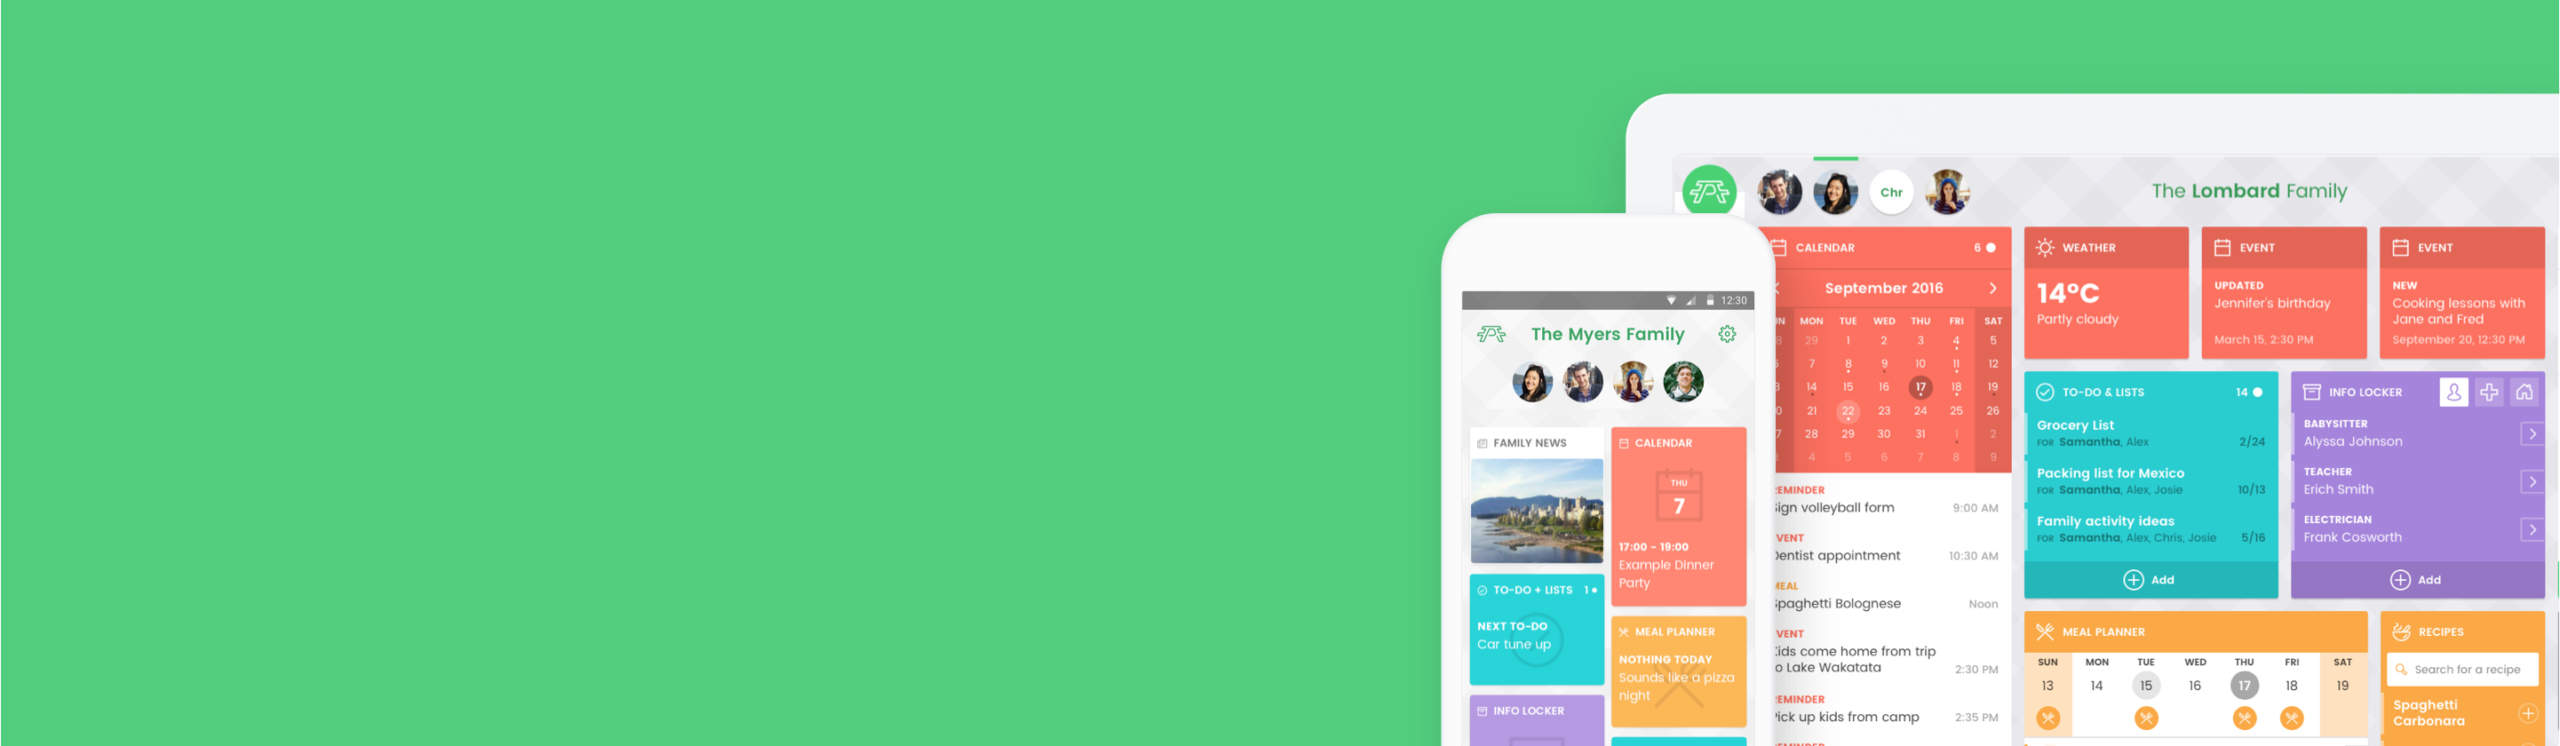 12:30
The Myers Family
FAMILY NEWS
CALENDAR
THU
7
17:00 - 19:00
Example Dinner
Party
TO-DO + LISTS 1
NEXT TO-DO
Car tune up
MEAL PLANNER
NOTHING TODAY
Sounds like a pizza
night
INFO LOCKER
Chr
The Lombard Family
CALENDAR 6
September 2016
MON TUE WED THU FRI SAT
29 1 2 3 4 5
7 8 9 10 11 12
14 15 16 17 18 19
21 22 23 24 25 26
28 29 30 31 1 2
4 5 6 7 8 9
EMINDER
ign volleyball form 9:00 AM
VENT
entist appointment 10:30 AM
EAL
paghetti Bolognese Noon
VENT
ids come home from trip
o Lake Wakatata 2:30 PM
EMINDER
ick up kids from camp 2:35 PM
WEATHER
14°C
Partly cloudy
EVENT
UPDATED
Jennifer's birthday
March 15, 2:30 PM
EVENT
NEW
Cooking lessons with
Jane and Fred
September 20, 12:30 PM
TO-DO & LISTS 14
Grocery List
FOR Samantha, Alex 2/24
Packing list for Mexico
FOR Samantha, Alex, Josie 10/13
Family activity ideas
FOR Samantha, Alex, Chris, Josie 5/16
Add
INFO LOCKER
BABYSITTER
Alyssa Johnson
TEACHER
Erich Smith
ELECTRICIAN
Frank Cosworth
Add
MEAL PLANNER
SUN MON TUE WED THU FRI SAT
13 14 15 16 17 18 19
RECIPES
Search for a recipe
Spaghetti
Carbonara